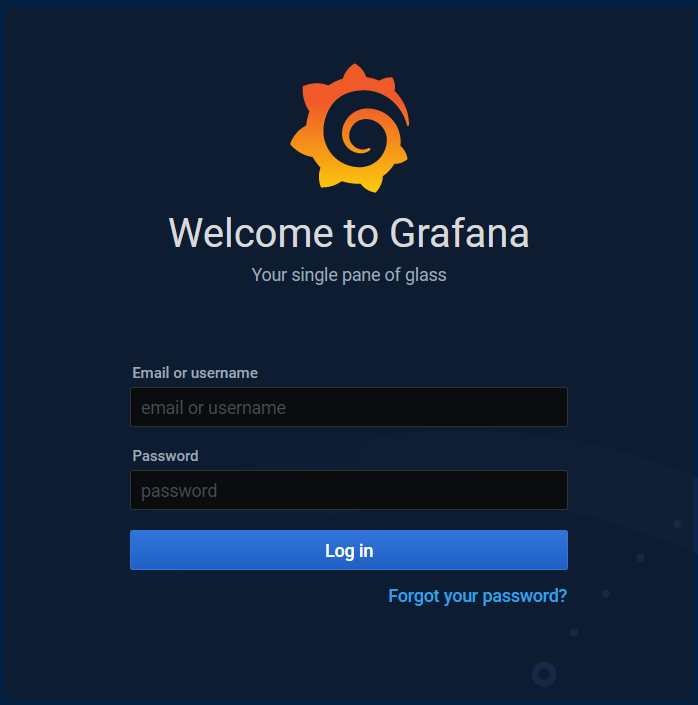 Welcome to Grafana
Your single pane of glass
Email or username
email or username
Password
password
Log in
Forgot your password?